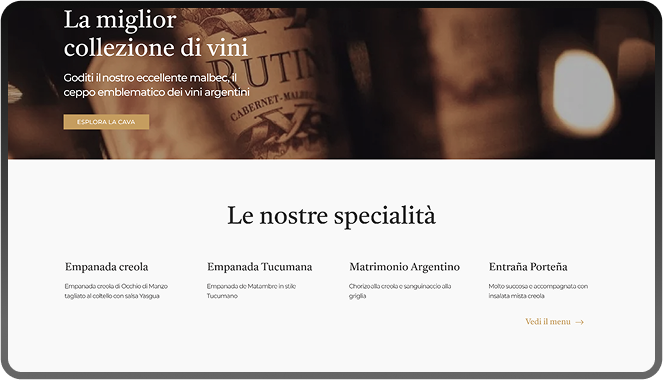 La miglior
collezione di vini
Goditi il nostro eccellente malbec, il
ceppo emblematico dei vini argentini
ESPLORA LA CAVA
RUTIN
CABERNET-MALBEC
Le nostre specialità
Empanada creola
Empanada creola di Occhio di Manzo
tagliato al coltello con salsa Yasgua
Empanada Tucumana
Empanada de Matambre in stile
Tucumano
Matrimonio Argentino
Chorizo alla creola e sanguinaccio alla
griglia
Entraña Porteña
Molto succosa e accompagnata con
insalata mista creola
Vedi il menu →